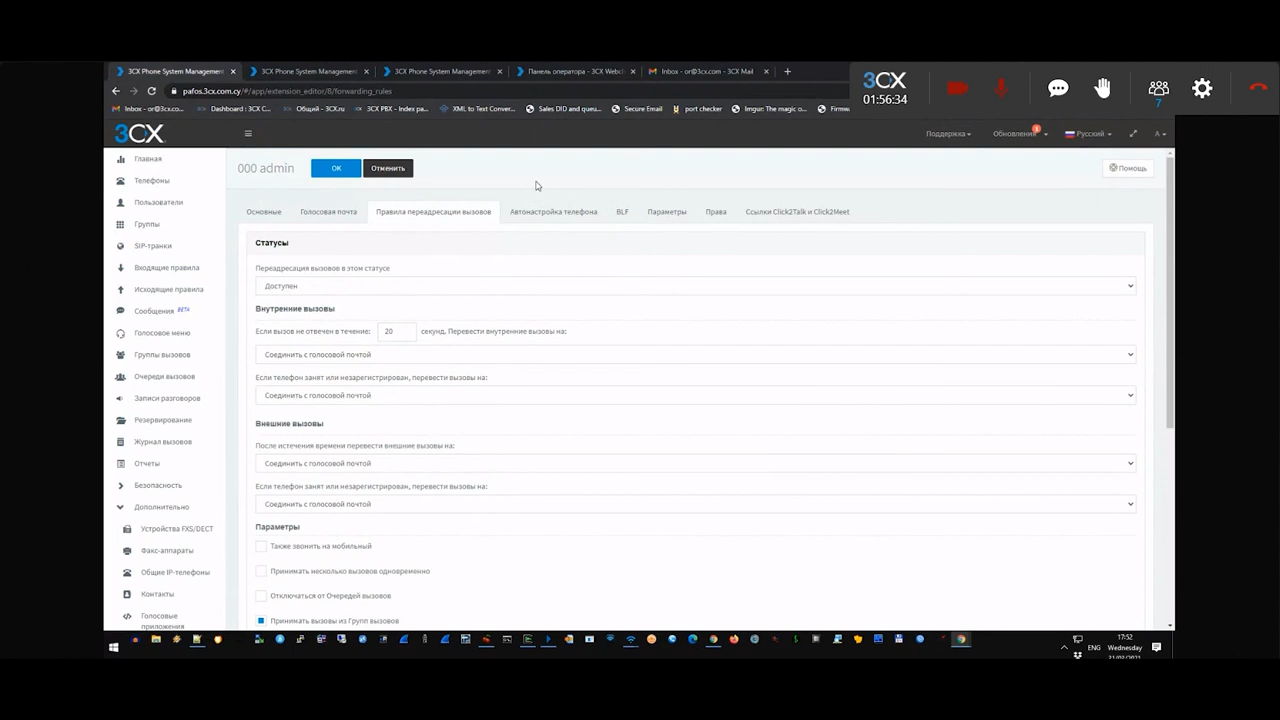 3CX Phone System Management
3CX Phone System Management
3CX Phone System Management
Панель оператора - 3CX Webcl
Inbox - or@3cx.com - 3CX Mail
3CX
01:56:34
7
pafos.3cx.com.cy/#/app/extension_editor/8/forwarding_rules
Inbox - or@3cx.co...
Dashboard : 3CX C...
Общий - 3CX.ru
3CX PBX - Index pa...
XML to Text Conver...
Sales DID and queu...
Secure Email
port checker
Imgur: The magic o...
Firmw
3CX
Поддержка
Обновления
Русский
A
000 admin
OK
Отменить
Помощь
Главная
Телефоны
Пользователи
Группы
SIP-транки
Входящие правила
Исходящие правила
Сообщения BETA
Голосовое меню
Группы вызовов
Очереди вызовов
Записи разговоров
Резервирование
Журнал вызовов
Отчеты
Безопасность
Дополнительно
Устройства FXS/DECT
Факс-аппараты
Общие IP-телефоны
Контакты
Голосовые
приложения
Основные
Голосовая почта
Правила переадресации вызовов
Автонастройка телефона
BLF
Параметры
Права
Ссылки Click2Talk и Click2Meet
Статусы
Переадресация вызовов в этом статусе
Доступен
Внутренние вызовы
Если вызов не отвечен в течение: 20 секунд. Перевести внутренние вызовы на:
Соединить с голосовой почтой
Если телефон занят или незарегистрирован, перевести вызовы на:
Соединить с голосовой почтой
Внешние вызовы
После истечения времени перевести внешние вызовы на:
Соединить с голосовой почтой
Если телефон занят или незарегистрирован, перевести вызовы на:
Соединить с голосовой почтой
Параметры
Также звонить на мобильный
Принимать несколько вызовов одновременно
Отключаться от Очередей вызовов
Принимать вызовы из Групп вызовов
17:52
ENG
Wednesday